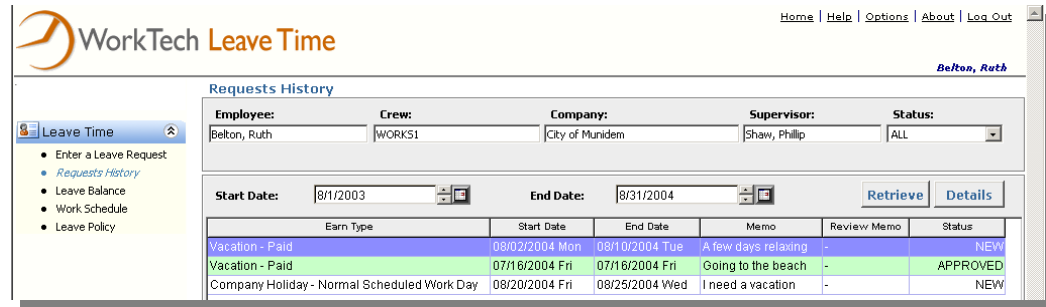 Home | Help | Options | About | Log Out
WorkTech Leave Time
Belton, Ruth
Requests History
Employee: Crew: Company: Supervisor: Status:
Belton, Ruth WORKS1 City of Munidem Shaw, Phillip ALL
Leave Time
Enter a Leave Request
Requests History
Leave Balance
Work Schedule
Leave Policy
Start Date: 8/1/2003 End Date: 8/31/2004 Retrieve Details
Earn Type Start Date End Date Memo Review Memo Status
Vacation - Paid 08/02/2004 Mon 08/10/2004 Tue A few days relaxing - NEW
Vacation - Paid 07/16/2004 Fri 07/16/2004 Fri Going to the beach - APPROVED
Company Holiday - Normal Scheduled Work Day 08/20/2004 Fri 08/25/2004 Wed I need a vacation - NEW